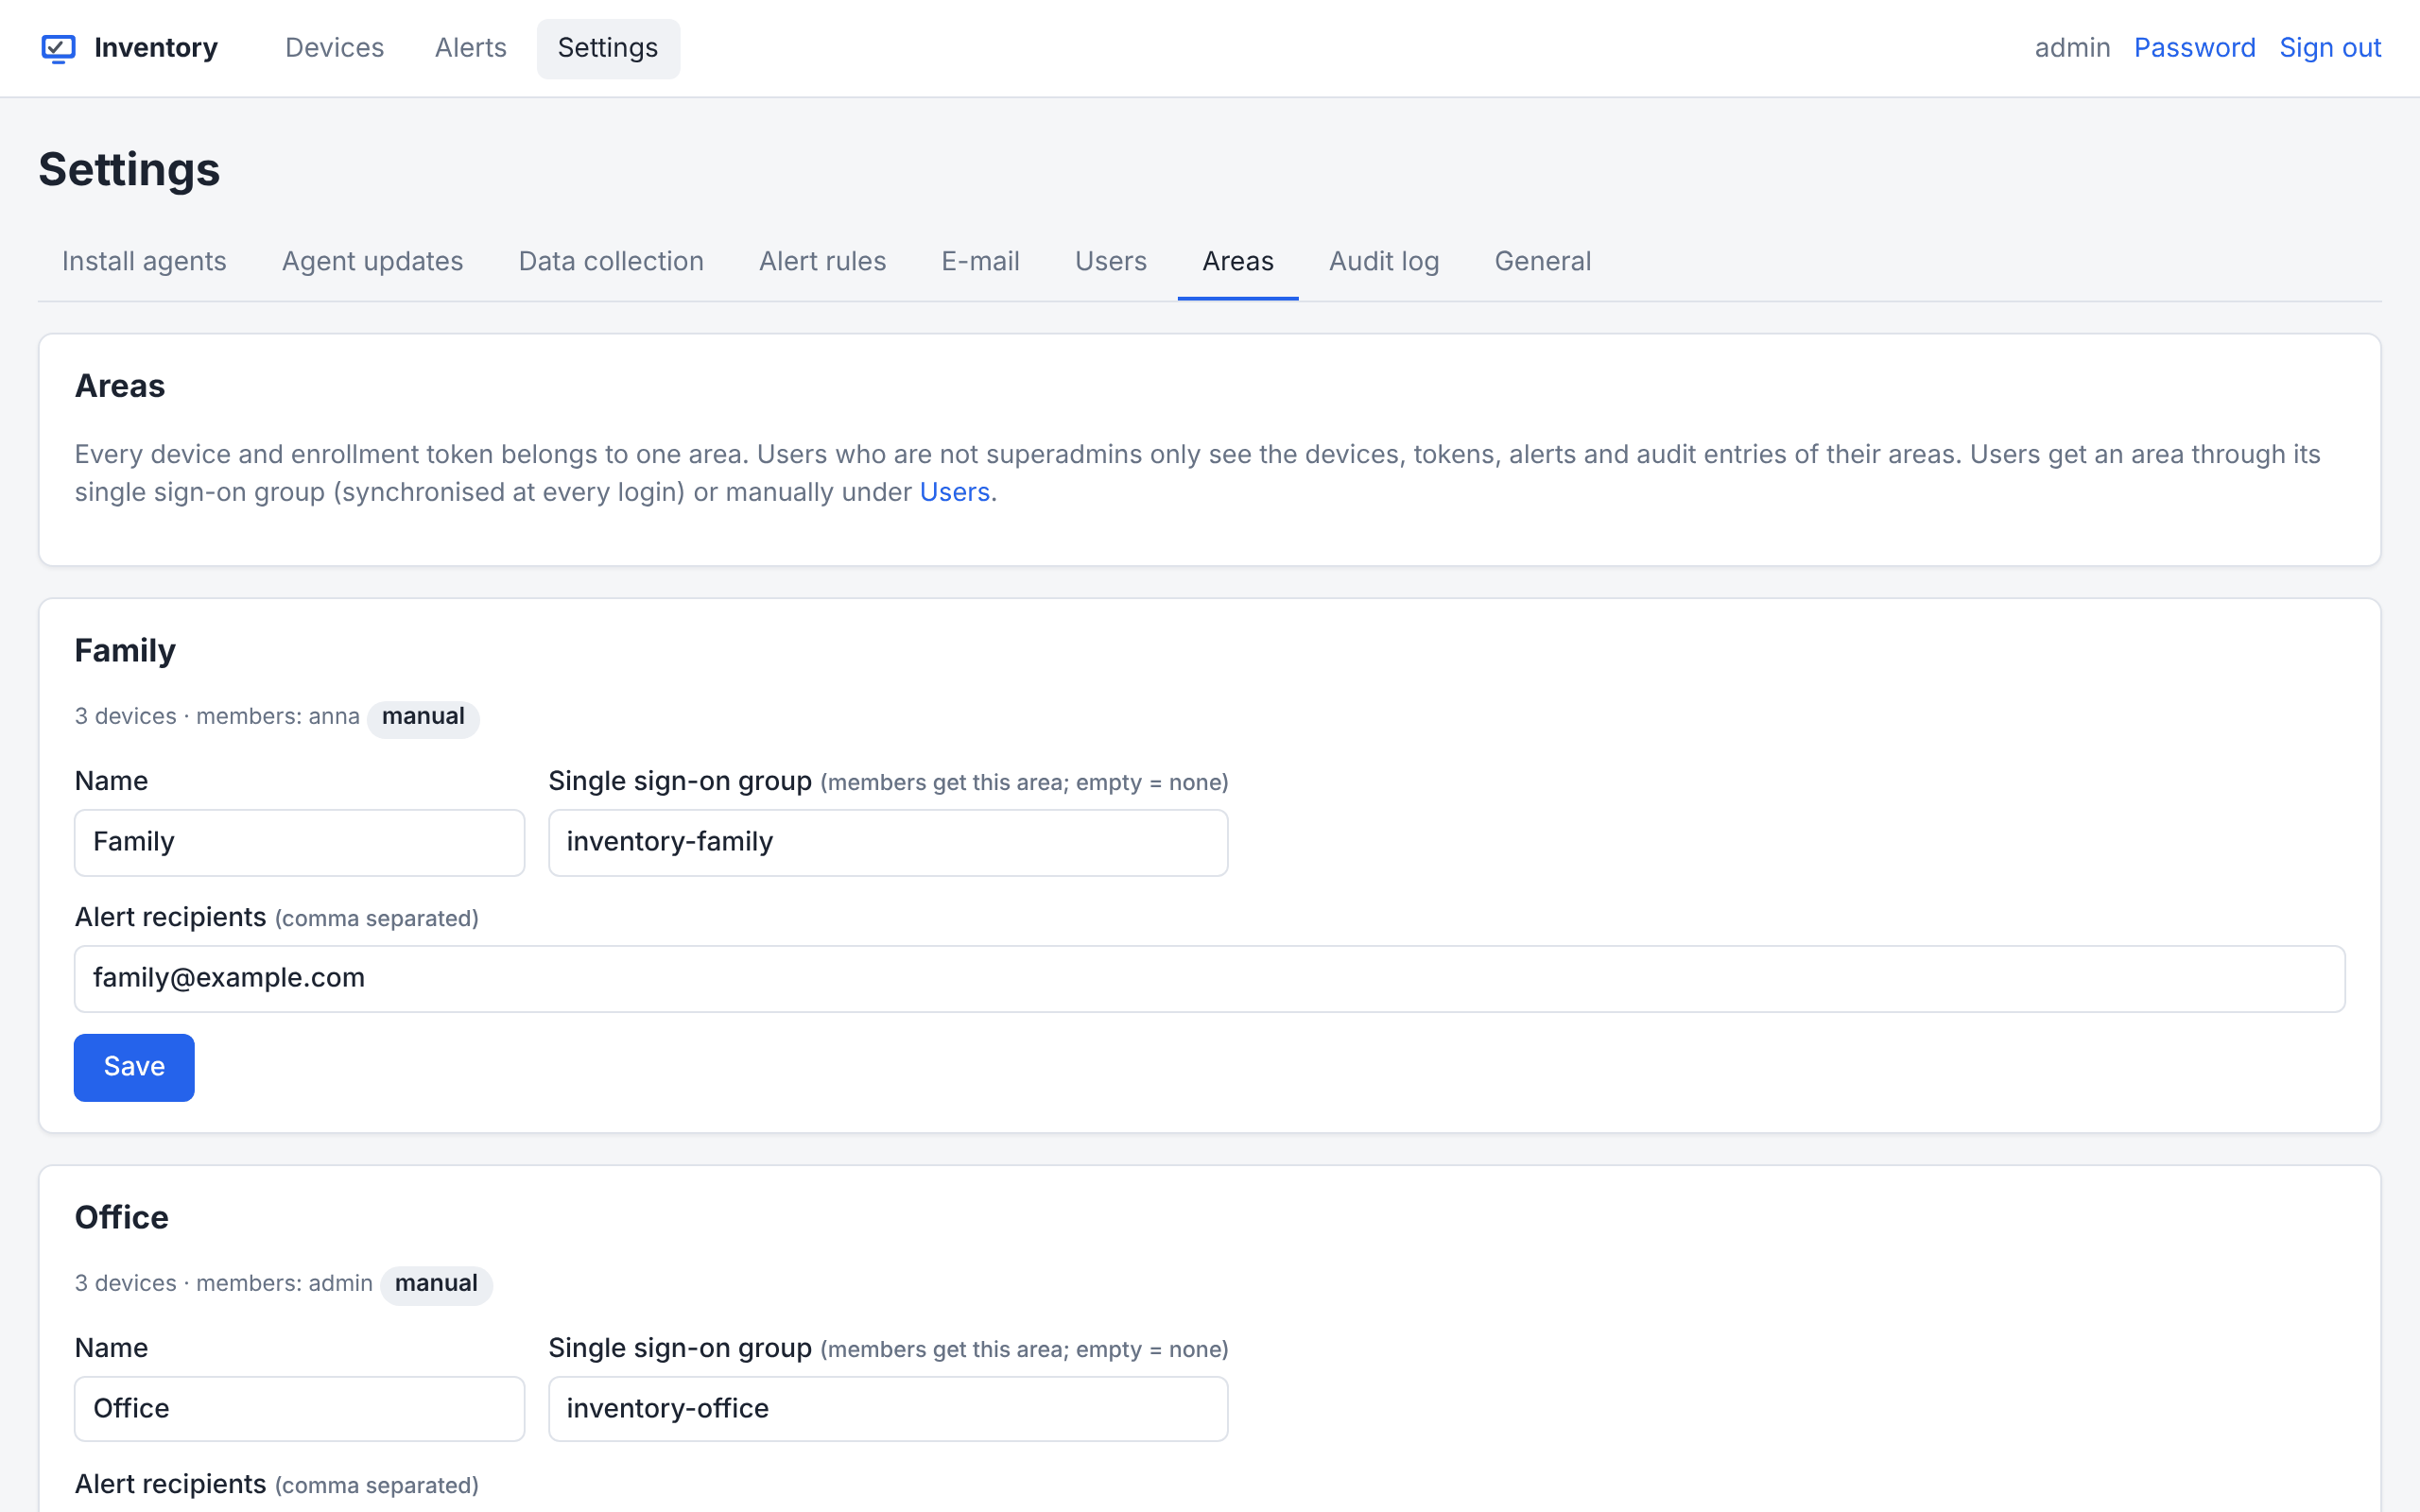 Inventory Devices Alerts Settings admin Password Sign out
Settings
Install agents Agent updates Data collection Alert rules E-mail Users Areas Audit log General
Areas
Every device and enrollment token belongs to one area. Users who are not superadmins only see the devices, tokens, alerts and audit entries of their areas. Users get an area through its
single sign-on group (synchronised at every login) or manually under Users.
Family
3 devices · members: anna manual
Name Single sign-on group (members get this area; empty = none)
Family inventory-family
Alert recipients (comma separated)
family@example.com
Save
Office
3 devices · members: admin manual
Name Single sign-on group (members get this area; empty = none)
Office inventory-office
Alert recipients (comma separated)